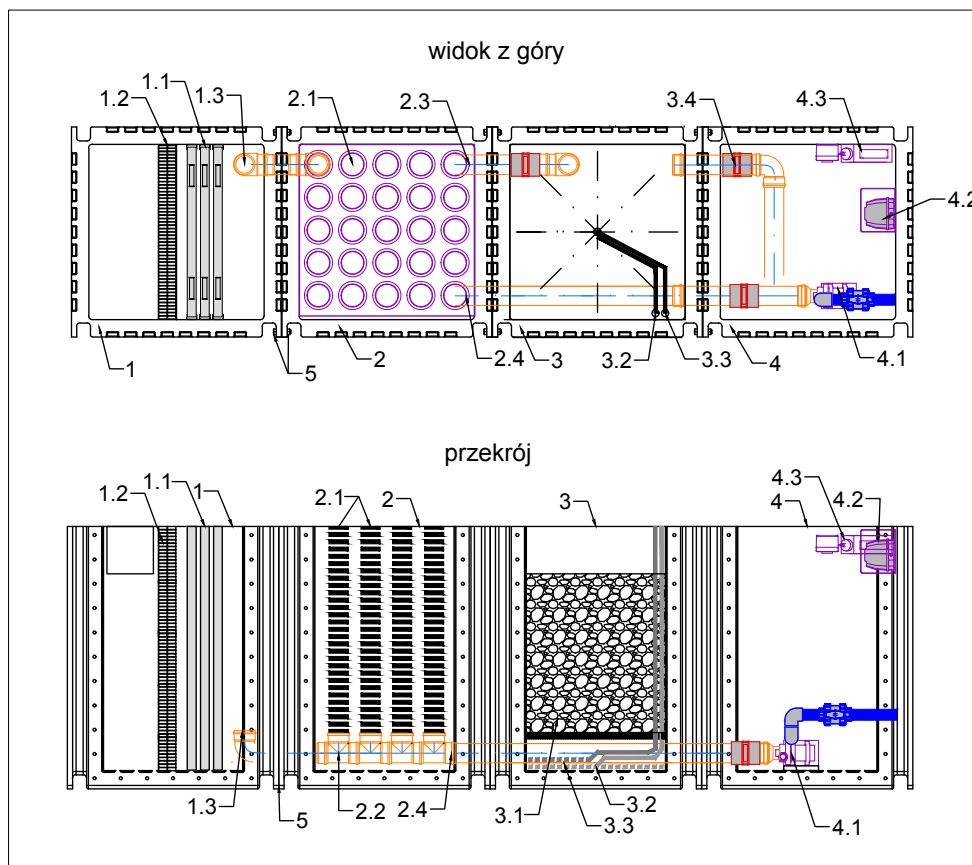 widok z góry
1.1
1.2 1.3 2.1 2.3 3.4 4.3
4.2
1 5 2 2.4 3 3.2 3.3 4 4.1
przekrój
1.2 1.1 1 2.1 2 3 4 4.3 4.2
1.3 5 2.2 2.4 3.1 3.3 3.2 4.1